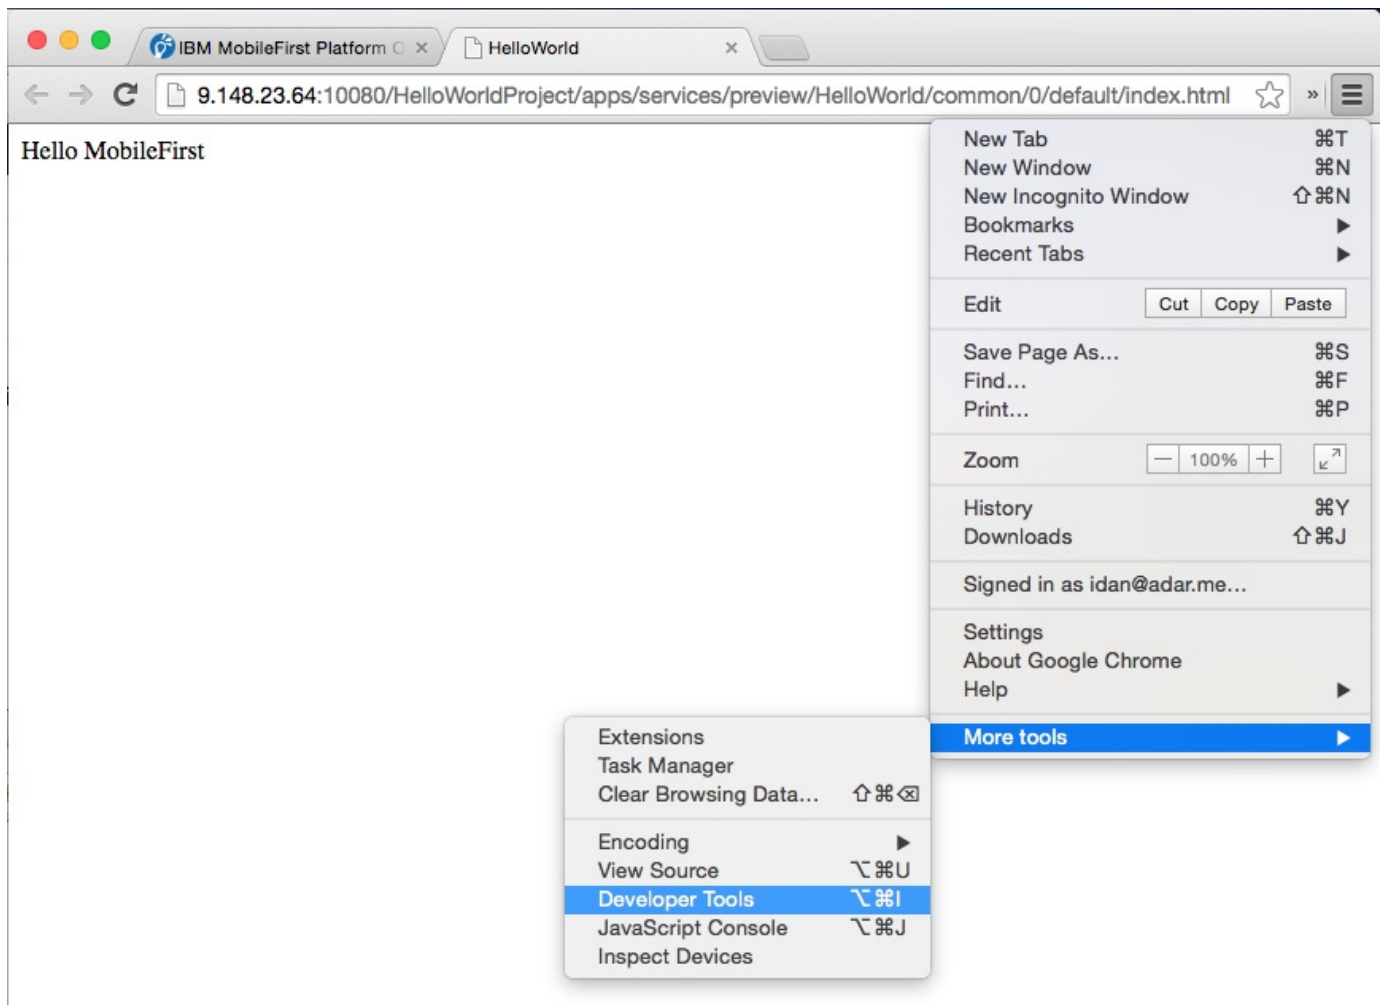 IBM MobileFirst Platform C
HelloWorld
9.148.23.64:10080/HelloWorldProject/apps/services/preview/HelloWorld/common/0/default/index.html
Hello MobileFirst
New Tab ⌘T
New Window ⌘N
New Incognito Window ⇧⌘N
Bookmarks ▶
Recent Tabs ▶
Edit Cut Copy Paste
Save Page As... ⌘S
Find... ⌘F
Print... ⌘P
Zoom — 100% +
History ⌘Y
Downloads ⇧⌘J
Signed in as idan@adar.me...
Settings
About Google Chrome
Help ▶
More tools ▶
Extensions
Task Manager
Clear Browsing Data... ⇧⌘⌫
Encoding ▶
View Source ⌥⌘U
Developer Tools ⌥⌘I
JavaScript Console ⌥⌘J
Inspect Devices